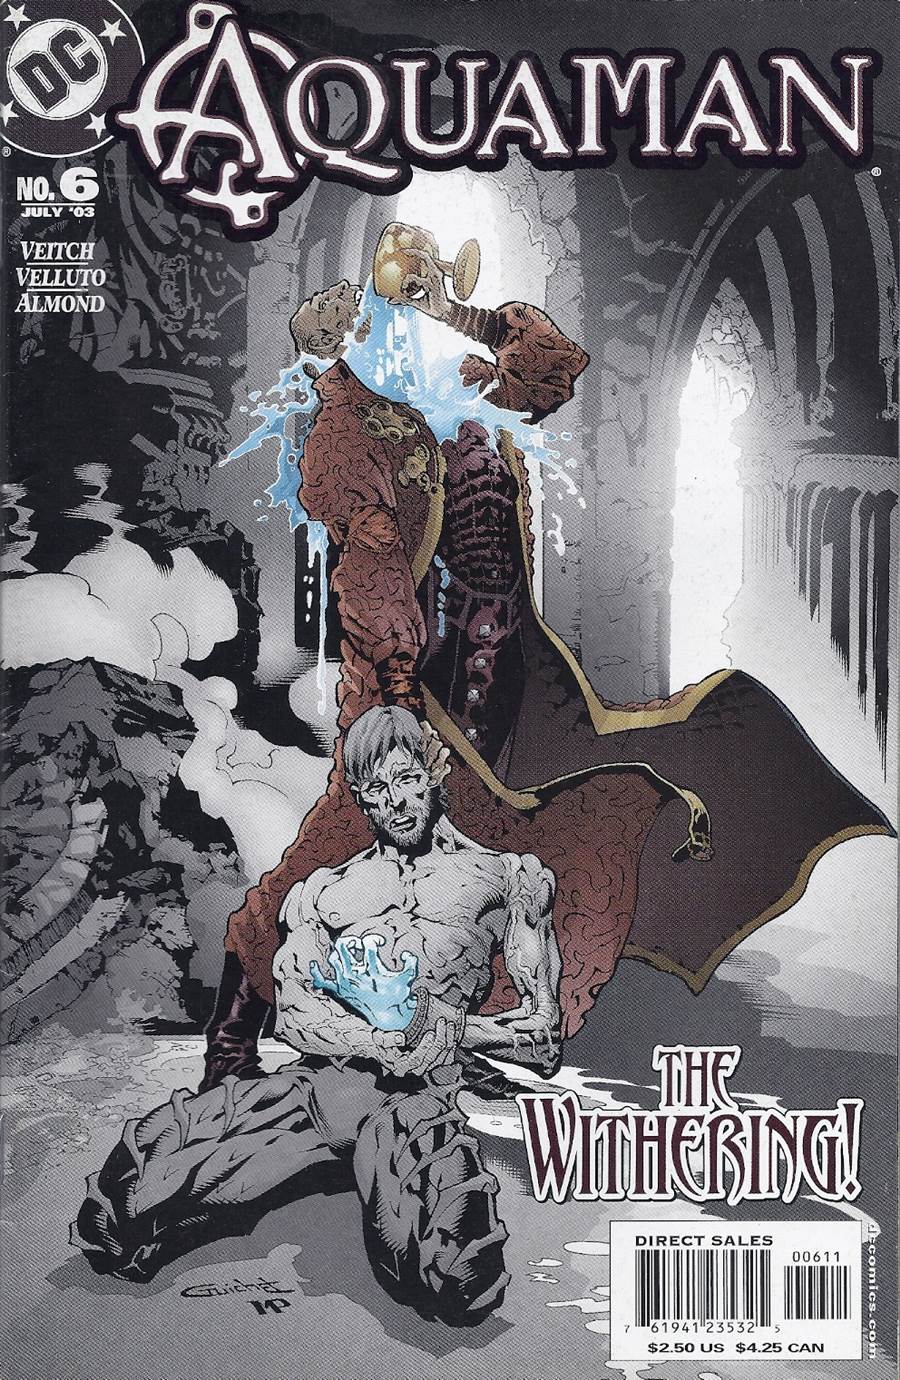 DC
AQUAMAN
NO. 6
JULY '03
VEITCH
VELLUTO
ALMOND
THE
WITHERING!
DIRECT SALES
00611
7 61941 23532 5
$2.50 US $4.25 CAN
dccomics.com